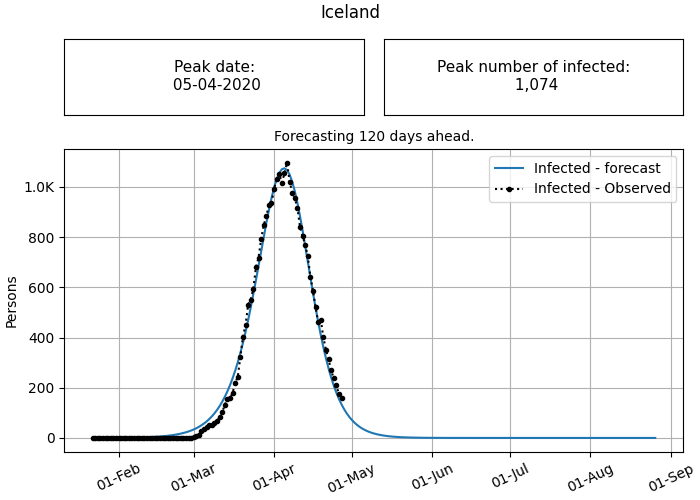 Iceland
Peak date:
05-04-2020
Peak number of infected:
1,074
Forecasting 120 days ahead.
Infected - forecast
Infected - Observed
1.0K
800
600
400
200
0
Persons
01-Feb
01-Mar
01-Apr
01-May
01-Jun
01-Jul
01-Aug
01-Sep